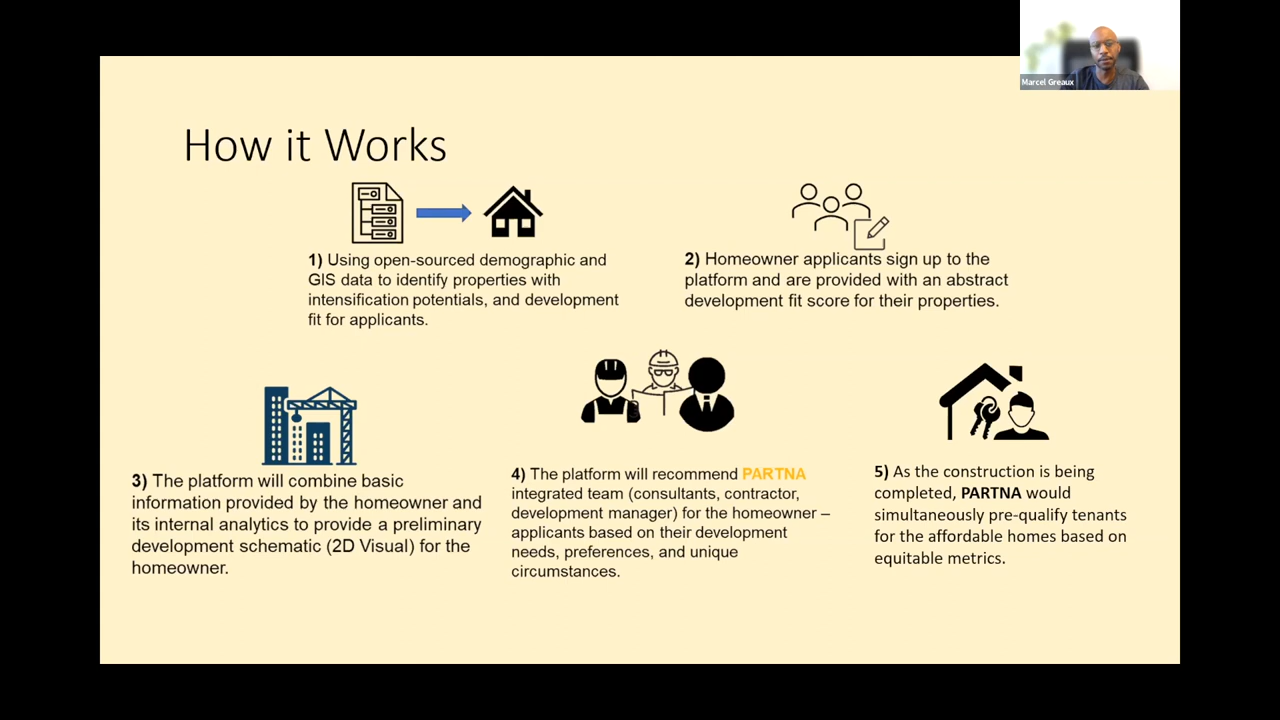 Marcel Greaux
How it Works
1) Using open-sourced demographic and
GIS data to identify properties with
intensification potentials, and development
fit for applicants.
2) Homeowner applicants sign up to the
platform and are provided with an abstract
development fit score for their properties.
3) The platform will combine basic
information provided by the homeowner and
its internal analytics to provide a preliminary
development schematic (2D Visual) for the
homeowner.
4) The platform will recommend PARTNA
integrated team (consultants, contractor,
development manager) for the homeowner –
applicants based on their development
needs, preferences, and unique
circumstances.
5) As the construction is being
completed, PARTNA would
simultaneously pre-qualify tenants
for the affordable homes based on
equitable metrics.